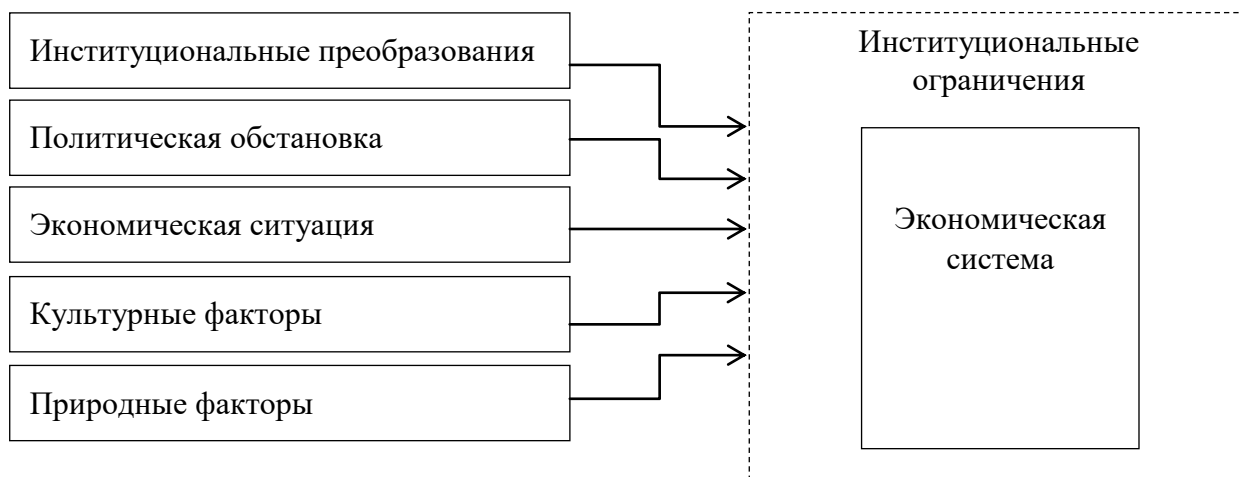 Институциональные преобразования
Политическая обстановка
Экономическая ситуация
Культурные факторы
Природные факторы
Институциональные
ограничения
Экономическая
система